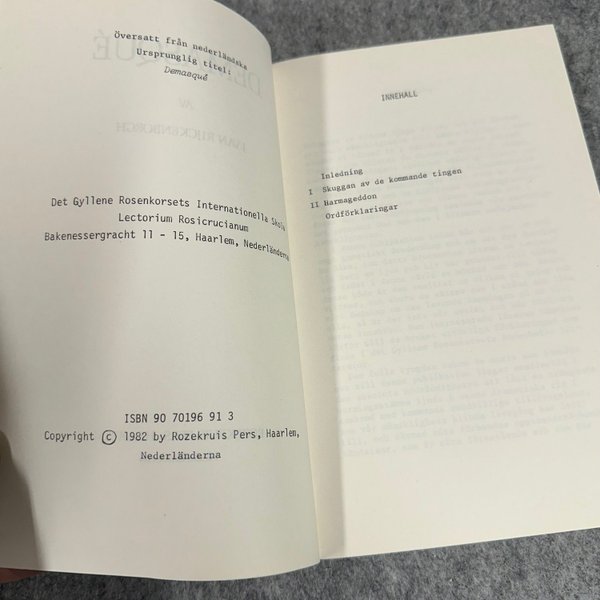 Översatt från nederländska
Ursprunglig titel:
Demasqué
Det Gyllene Rosenkorsets Internationella Skola
Lectorium Rosicrucianum
Bakenessergracht 11 - 15, Haarlem, Nederländerna
ISBN 90 70196 91 3
Copyright © 1982 by Rozekruis Pers, Haarlem,
Nederländerna
INNEHALL
Inledning
I Skuggan av de kommande tingen
II Harmageddon
Ordförklaringar